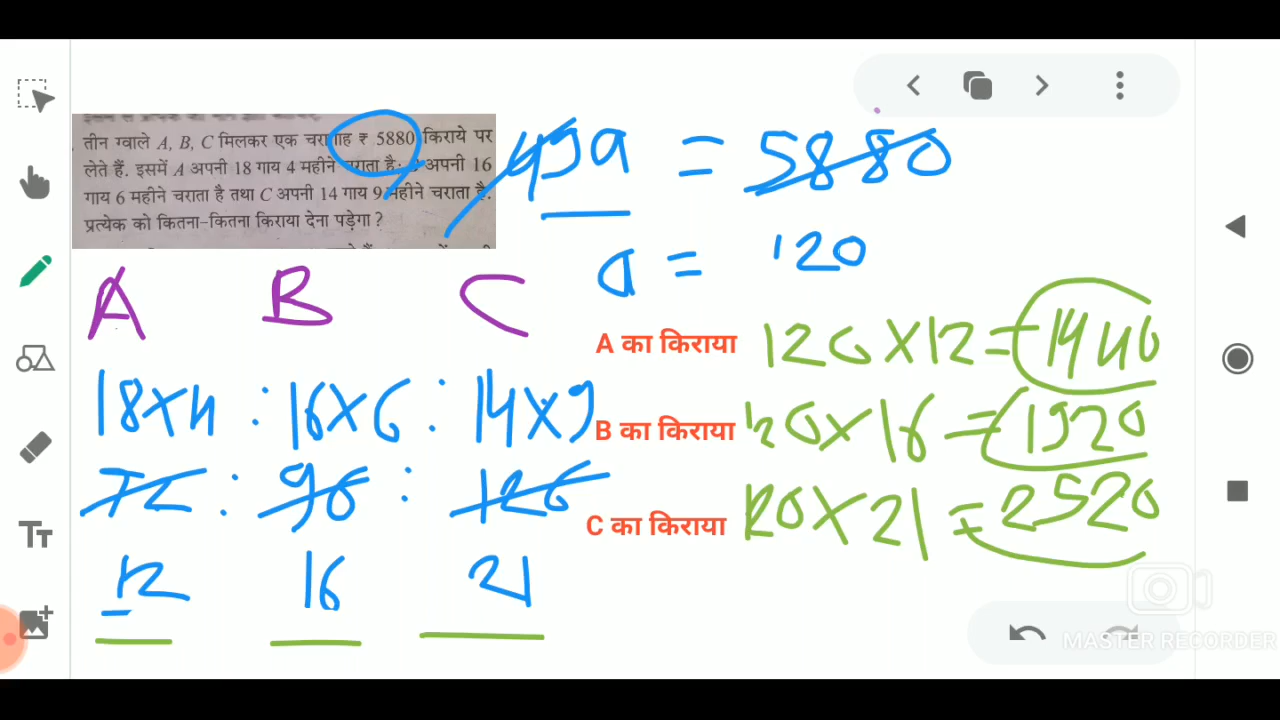 तीन ग्वाले A, B, C मिलकर एक चरागाह ₹ 5880 किराये पर
लेते हैं. इसमें A अपनी 18 गाय 4 महीने चराता है; B अपनी 16
गाय 6 महीने चराता है तथा C अपनी 14 गाय 9 महीने चराता है.
प्रत्येक को कितना-कितना किराया देना पड़ेगा ?
49a = 5880
a = 120
A B C
18×4 : 16×6 : 14×9
72 : 96 : 126
12 16 21
A का किराया 120×12=1440
B का किराया 120×16=1920
C का किराया 120×21=2520
Tт
MASTER RECORDER